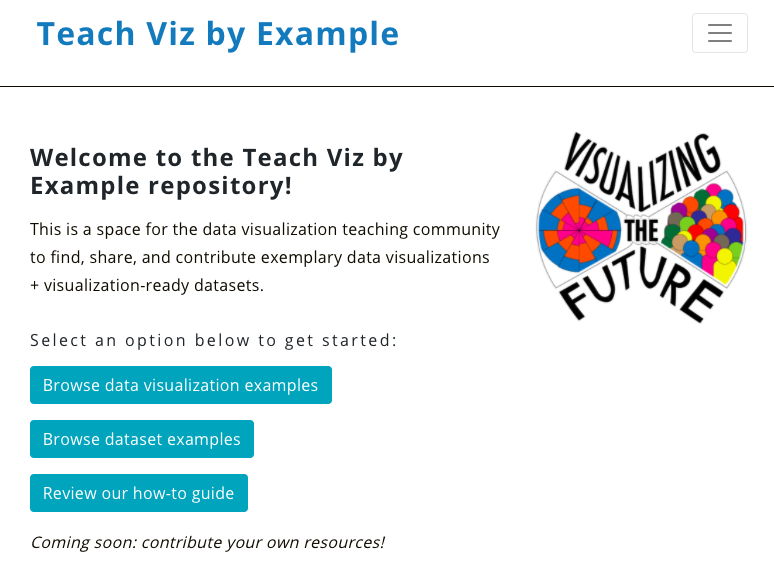 Teach Viz by Example
Welcome to the Teach Viz by
Example repository!
This is a space for the data visualization teaching community
to find, share, and contribute exemplary data visualizations
+ visualization-ready datasets.
VISUALIZING
THE
FUTURE
Select an option below to get started:
Browse data visualization examples
Browse dataset examples
Review our how-to guide
Coming soon: contribute your own resources!